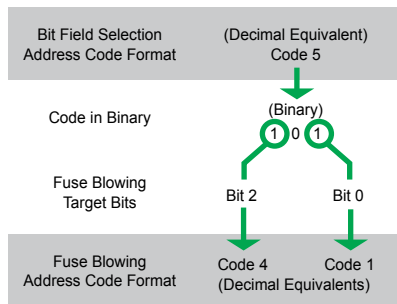 Bit Field Selection
Address Code Format
(Decimal Equivalent)
Code 5
Code in Binary
(Binary)
1 0 1
Fuse Blowing
Target Bits
Bit 2
Bit 0
Fuse Blowing
Address Code Format
Code 4
Code 1
(Decimal Equivalents)